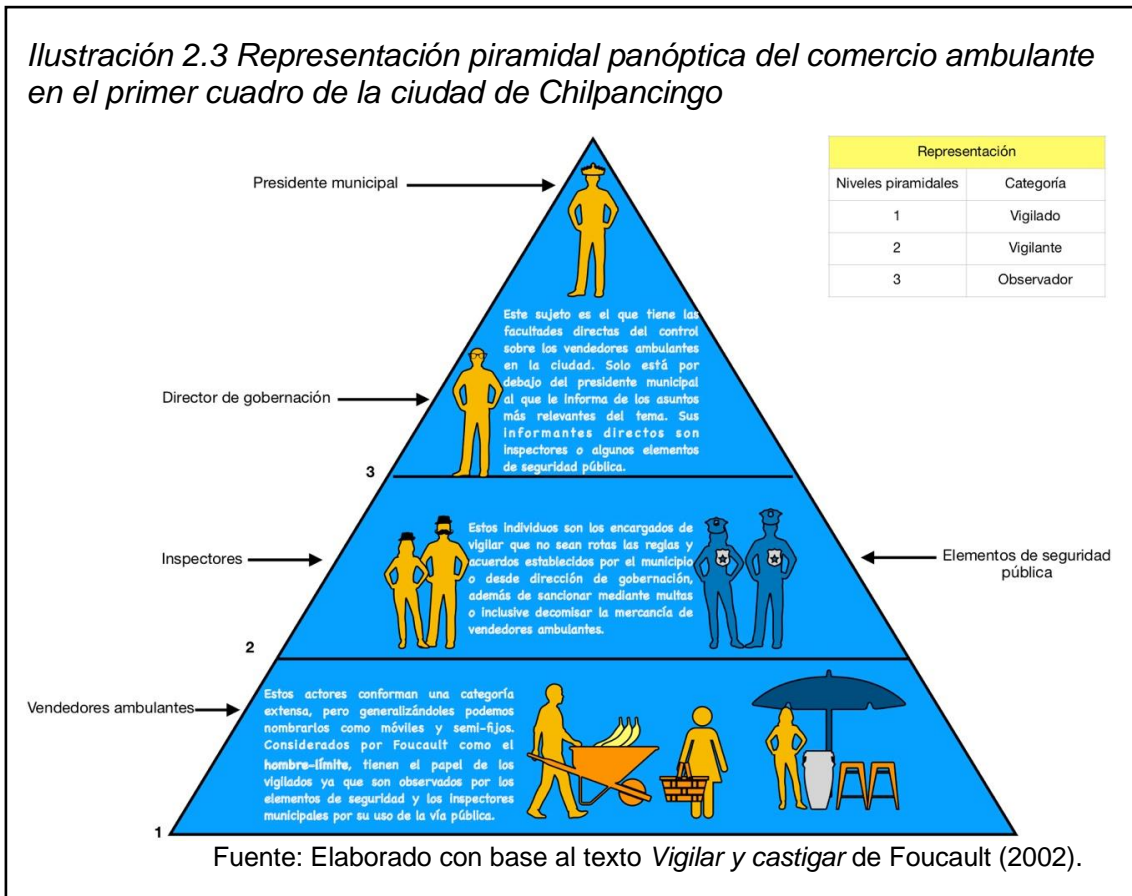 Ilustración 2.3 Representación piramidal panóptica del comercio ambulante
en el primer cuadro de la ciudad de Chilpancingo
Presidente municipal
Representación
Niveles piramidales Categoría
1 Vigilado
2 Vigilante
3 Observador
Este sujeto es el que tiene las
facultades directas del control
sobre los vendedores ambulantes
en la ciudad. Solo está por
debajo del presidente municipal
al que le informa de los asuntos
más relevantes del tema. Sus
informantes directos son
inspectores o algunos elementos
de seguridad pública.
Director de gobernación
3
Inspectores
Estos individuos son los encargados de
vigilar que no sean rotas las reglas y
acuerdos establecidos por el municipio
o desde dirección de gobernación,
además de sancionar mediante multas
o inclusive decomisar la mercancía de
vendedores ambulantes.
Elementos de seguridad
pública
2
Vendedores ambulantes
Estos actores conforman una categoría
extensa, pero generalizándoles podemos
nombrarlos como móviles y semi-fijos.
Considerados por Foucault como el
hombre-límite, tienen el papel de los
vigilados ya que son observados por los
elementos de seguridad y los inspectores
municipales por su uso de la vía pública.
1
Fuente: Elaborado con base al texto Vigilar y castigar de Foucault (2002).